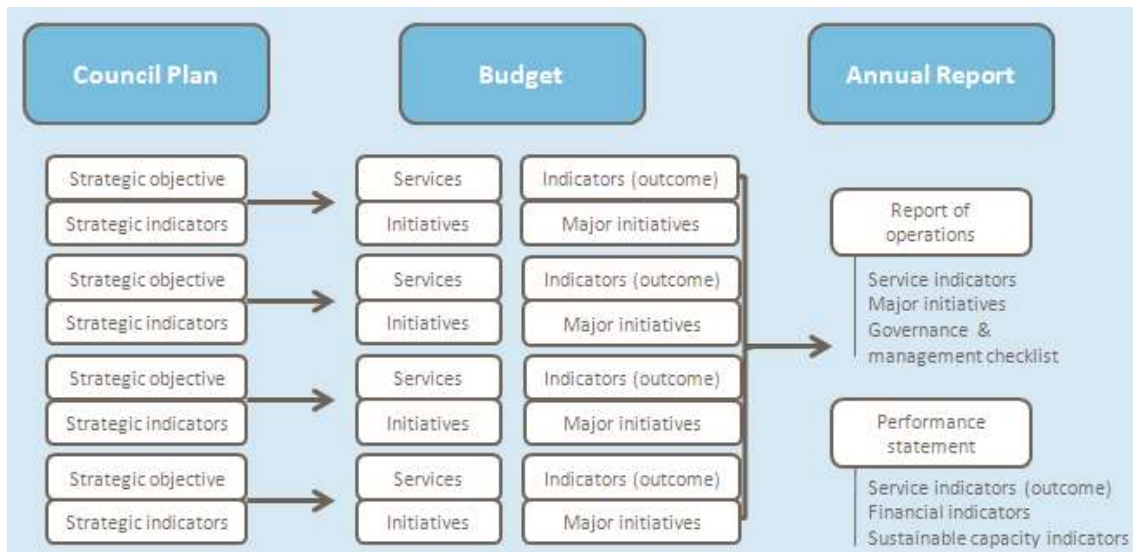 Council Plan
Budget
Annual Report
Strategic objective
Strategic indicators
Services
Initiatives
Indicators (outcome)
Major initiatives
Strategic objective
Strategic indicators
Services
Initiatives
Indicators (outcome)
Major initiatives
Strategic objective
Strategic indicators
Services
Initiatives
Indicators (outcome)
Major initiatives
Strategic objective
Strategic indicators
Services
Initiatives
Indicators (outcome)
Major initiatives
Report of
operations
Service indicators
Major initiatives
Governance &
management checklist
Performance
statement
Service indicators (outcome)
Financial indicators
Sustainable capacity indicators